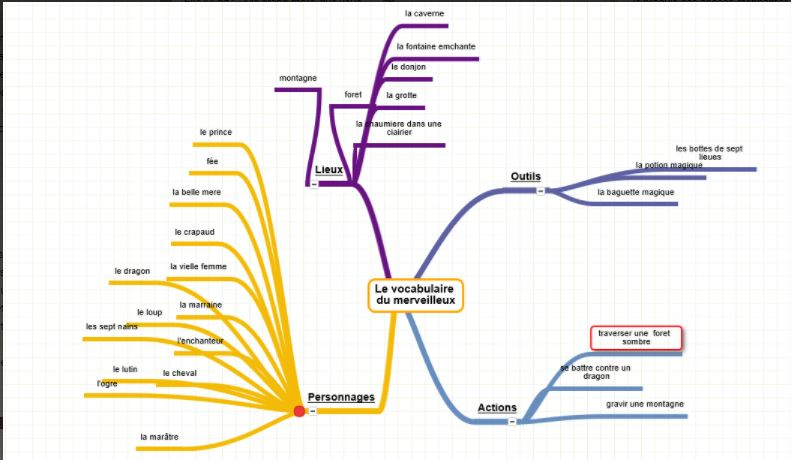 la caverne
la fontaine emchante
le donjon
la grotte
la chaumiere dans une
clairier
montagne
foret
Lieux
le prince
fée
la belle mere
le crapaud
la vielle femme
le dragon
la marraine
le loup
les sept nains
l'enchanteur
le lutin
le cheval
l'ogre
la marâtre
Personnages
Le vocabulaire
du merveilleux
Outils
les bottes de sept
lieues
la potion magique
la baguette magique
Actions
traverser une foret
sombre
se battre contre un
dragon
gravir une montagne